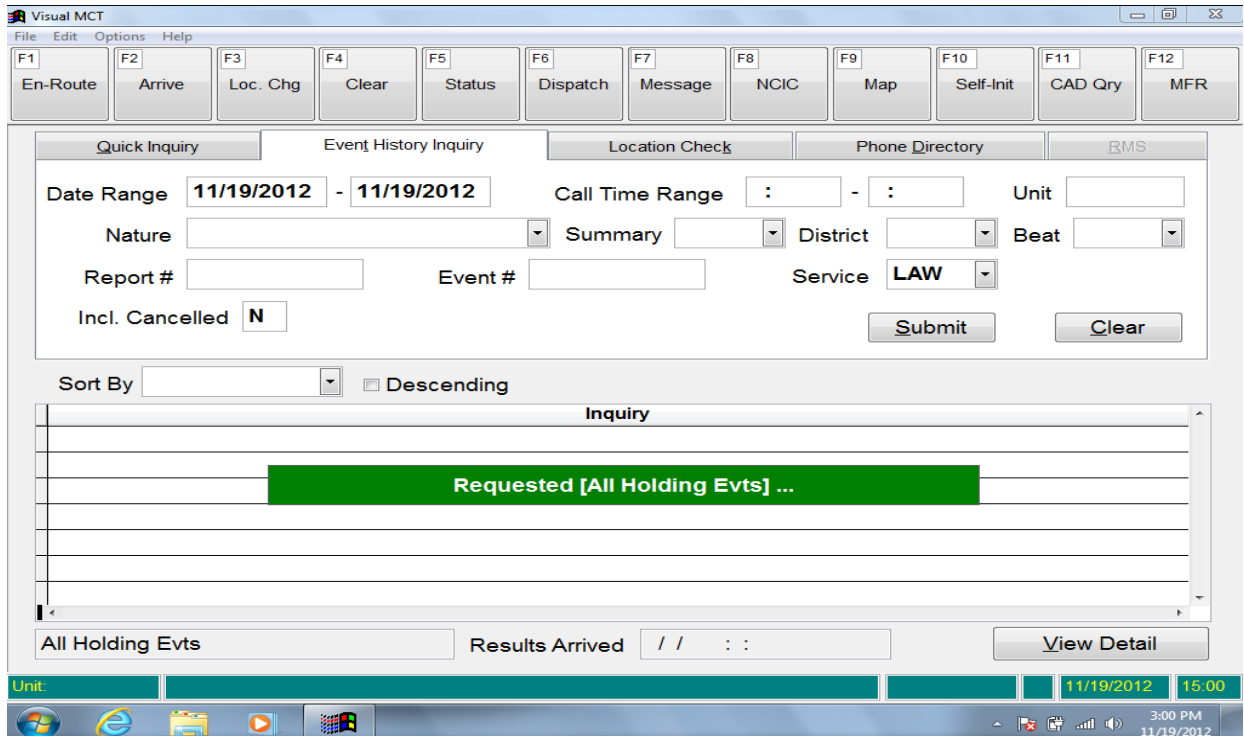 Visual MCT
File Edit Options Help
F1 F2 F3 F4 F5 F6 F7 F8 F9 F10 F11 F12
En-Route Arrive Loc. Chg Clear Status Dispatch Message NCIC Map Self-Init CAD Qry MFR
Quick Inquiry Event History Inquiry Location Check Phone Directory RMS
Date Range 11/19/2012 - 11/19/2012 Call Time Range : - : Unit
Nature Summary District Beat
Report # Event # Service LAW
Incl. Cancelled N
Submit Clear
Sort By Descending
Inquiry
Requested [All Holding Evts] ...
All Holding Evts Results Arrived / / : : View Detail
Unit: 11/19/2012 15:00
3:00 PM
11/19/2012